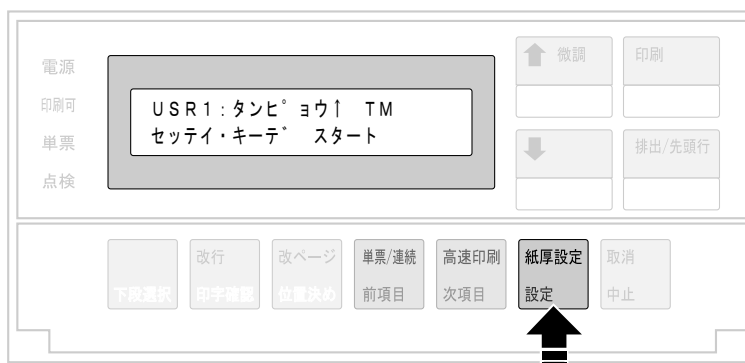 電源
印刷可
単票
点検
USR1:タンピョウ↑ TM
セッテイ・キーデ スタート
微調
印刷
排出/先頭行
下段選択
改行
印字確認
改ページ
位置決め
単票/連続
前項目
高速印刷
次項目
紙厚設定
設定
取消
中止